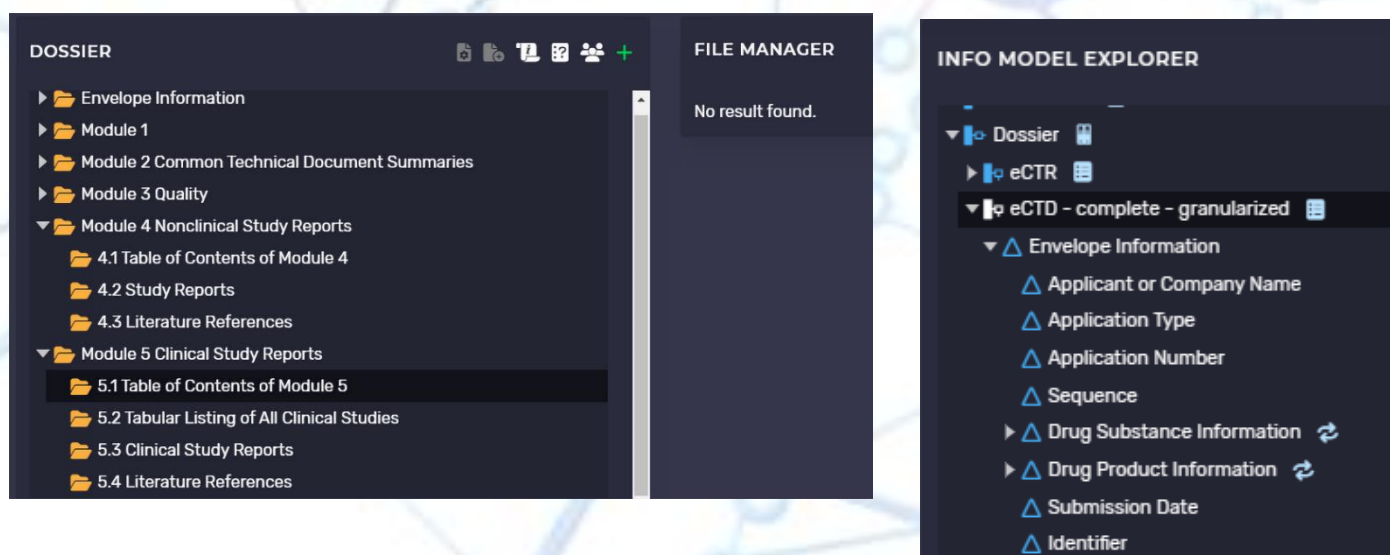 DOSSIER
Envelope Information
Module 1
Module 2 Common Technical Document Summaries
Module 3 Quality
Module 4 Nonclinical Study Reports
4.1 Table of Contents of Module 4
4.2 Study Reports
4.3 Literature References
Module 5 Clinical Study Reports
5.1 Table of Contents of Module 5
5.2 Tabular Listing of All Clinical Studies
5.3 Clinical Study Reports
5.4 Literature References
FILE MANAGER
No result found.
INFO MODEL EXPLORER
Dossier
eCTR
eCTD - complete - granularized
Envelope Information
Applicant or Company Name
Application Type
Application Number
Sequence
Drug Substance Information
Drug Product Information
Submission Date
Identifier